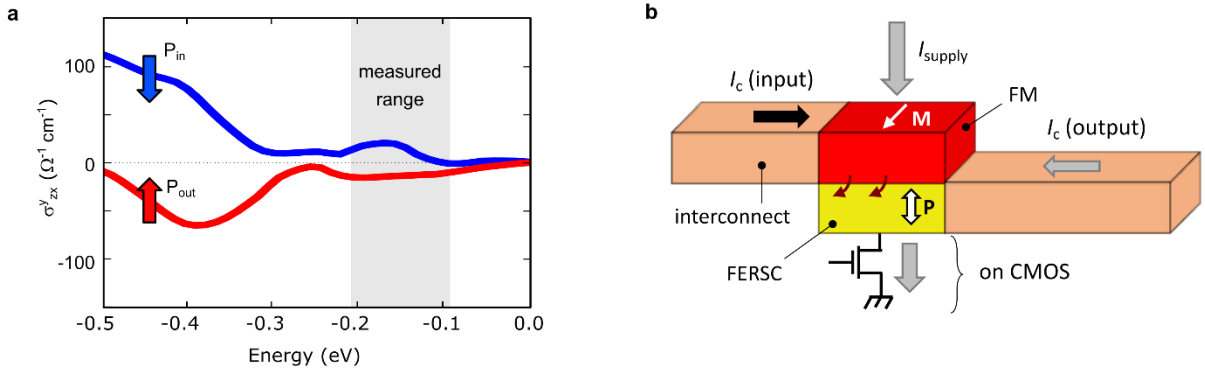 a
P_in
measured
range
P_out
σ^y_zx (Ω⁻¹ cm⁻¹)
100
0
-100
-0.5 -0.4 -0.3 -0.2 -0.1 0.0
Energy (eV)
b
I_supply
I_c (input)
M
FM
I_c (output)
interconnect
P
FERSC
on CMOS